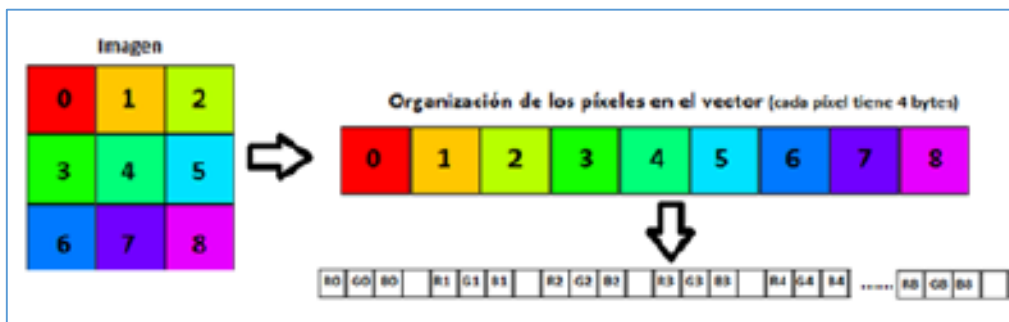 Imagen
0 1 2
3 4 5
6 7 8
Organización de los píxeles en el vector (cada píxel tiene 4 bytes)
0 1 2 3 4 5 6 7 8
R0 G0 B0 R1 G1 B1 R2 G2 B2 R3 G3 B3 R4 G4 B4 ...... R8 G8 B8